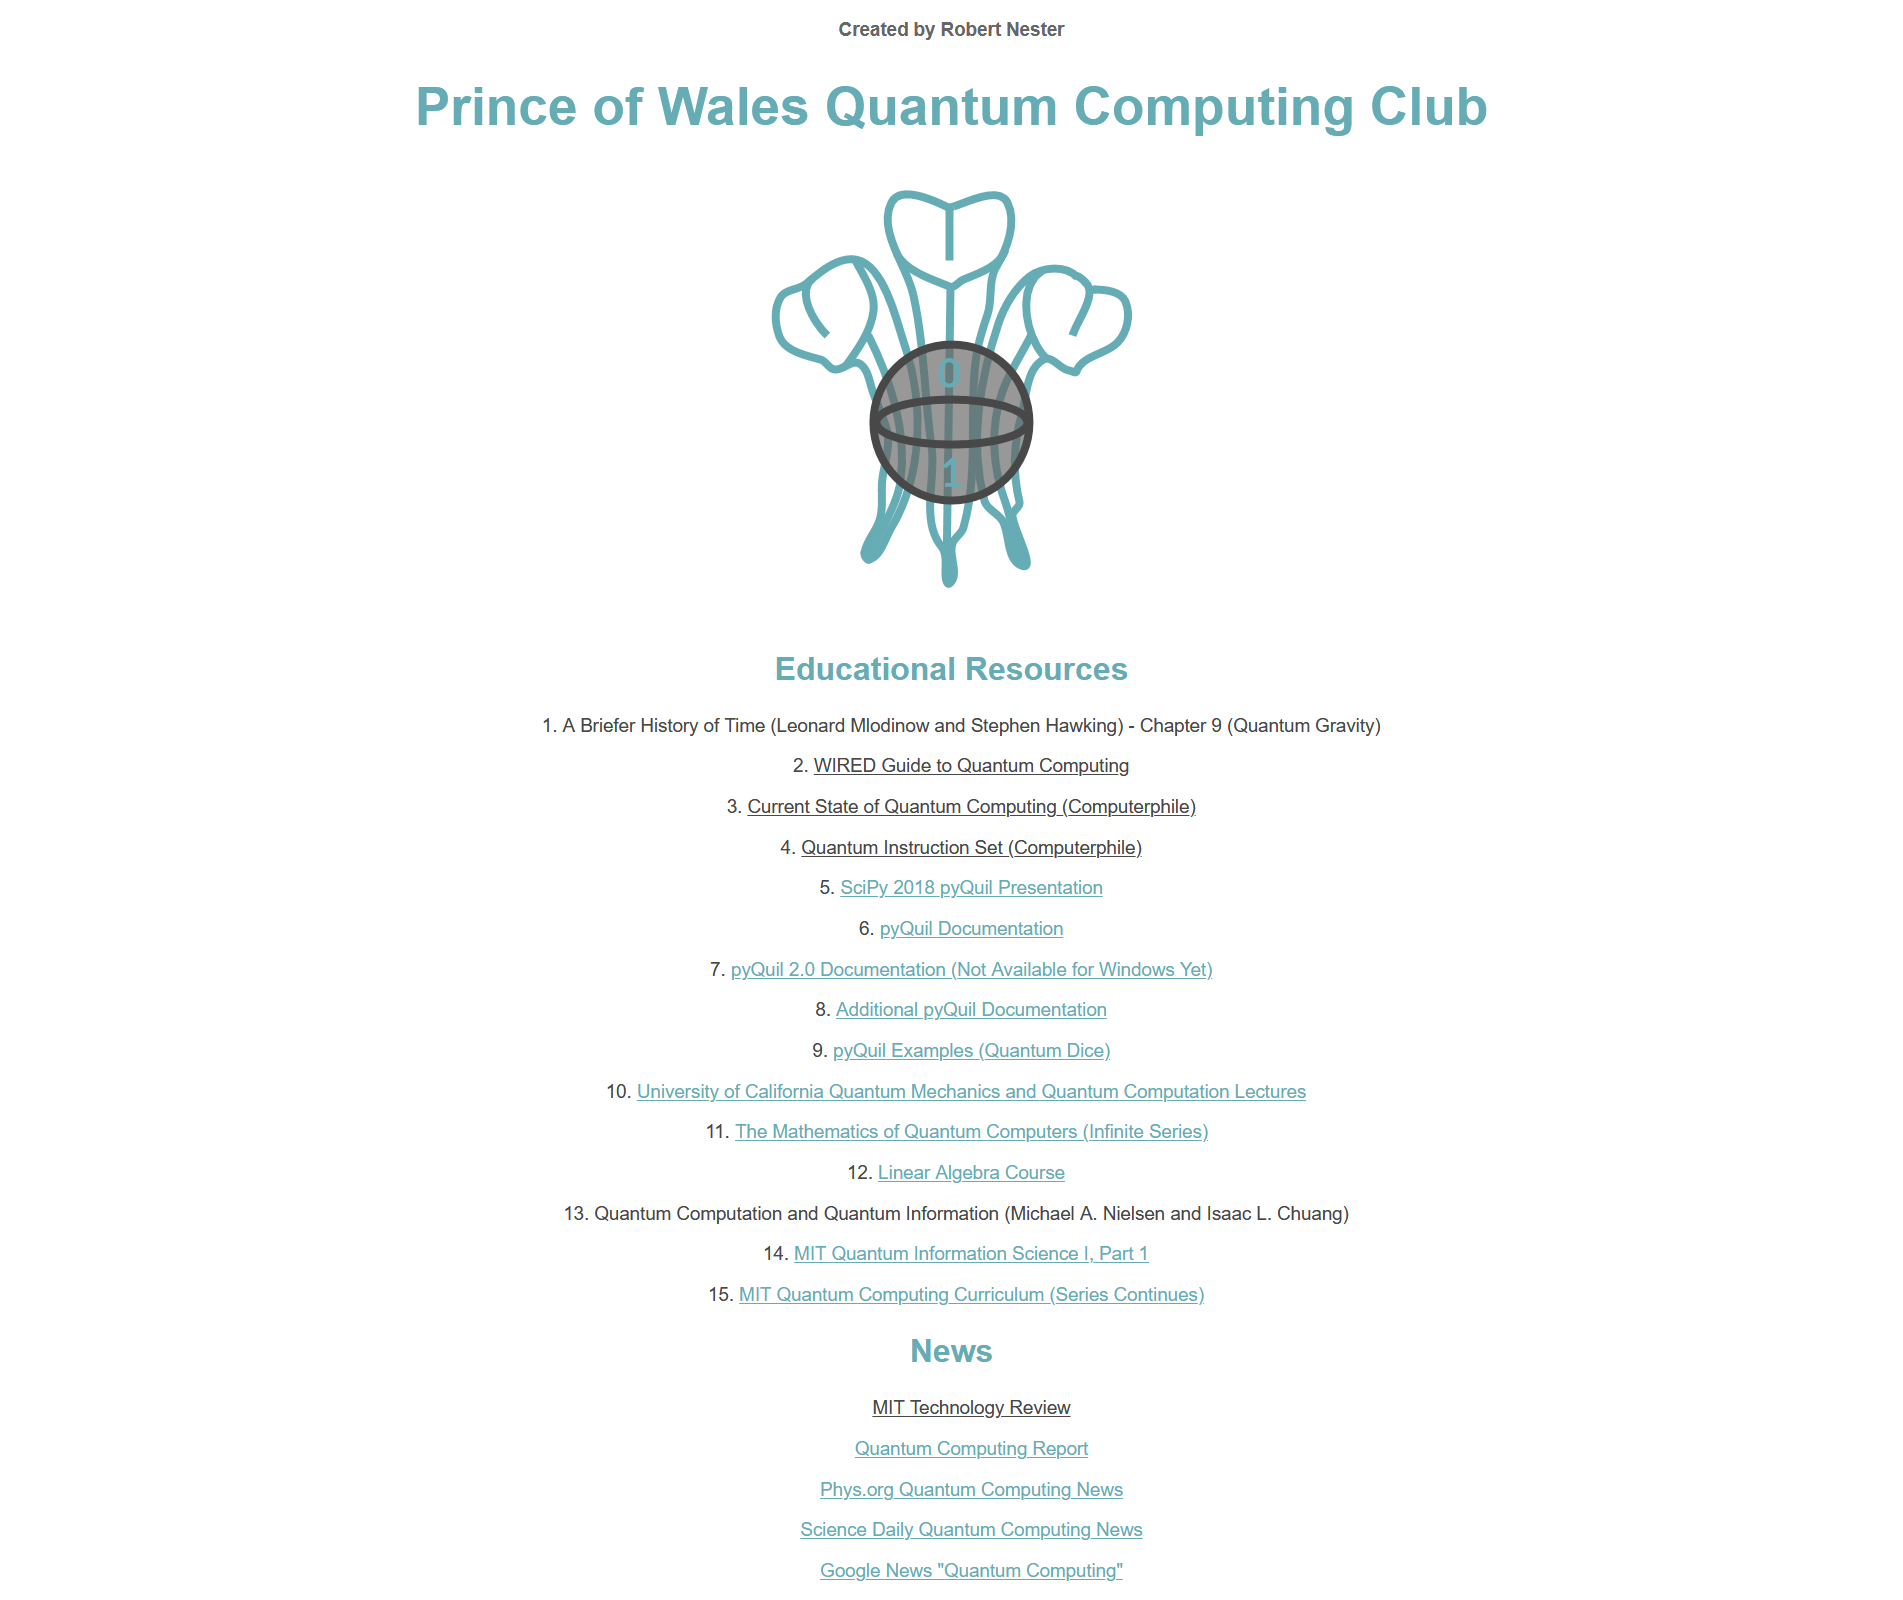 Created by Robert Nester
Prince of Wales Quantum Computing Club
0
1
Educational Resources
1. A Briefer History of Time (Leonard Mlodinow and Stephen Hawking) - Chapter 9 (Quantum Gravity)
2. WIRED Guide to Quantum Computing
3. Current State of Quantum Computing (Computerphile)
4. Quantum Instruction Set (Computerphile)
5. SciPy 2018 pyQuil Presentation
6. pyQuil Documentation
7. pyQuil 2.0 Documentation (Not Available for Windows Yet)
8. Additional pyQuil Documentation
9. pyQuil Examples (Quantum Dice)
10. University of California Quantum Mechanics and Quantum Computation Lectures
11. The Mathematics of Quantum Computers (Infinite Series)
12. Linear Algebra Course
13. Quantum Computation and Quantum Information (Michael A. Nielsen and Isaac L. Chuang)
14. MIT Quantum Information Science I, Part 1
15. MIT Quantum Computing Curriculum (Series Continues)
News
MIT Technology Review
Quantum Computing Report
Phys.org Quantum Computing News
Science Daily Quantum Computing News
Google News "Quantum Computing"